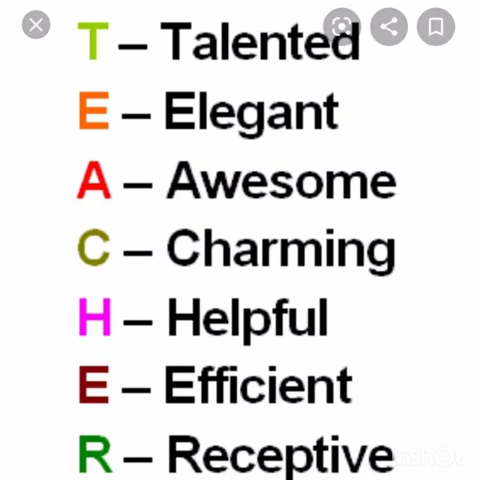 T – Talented
E – Elegant
A – Awesome
C – Charming
H – Helpful
E – Efficient
R – Receptive